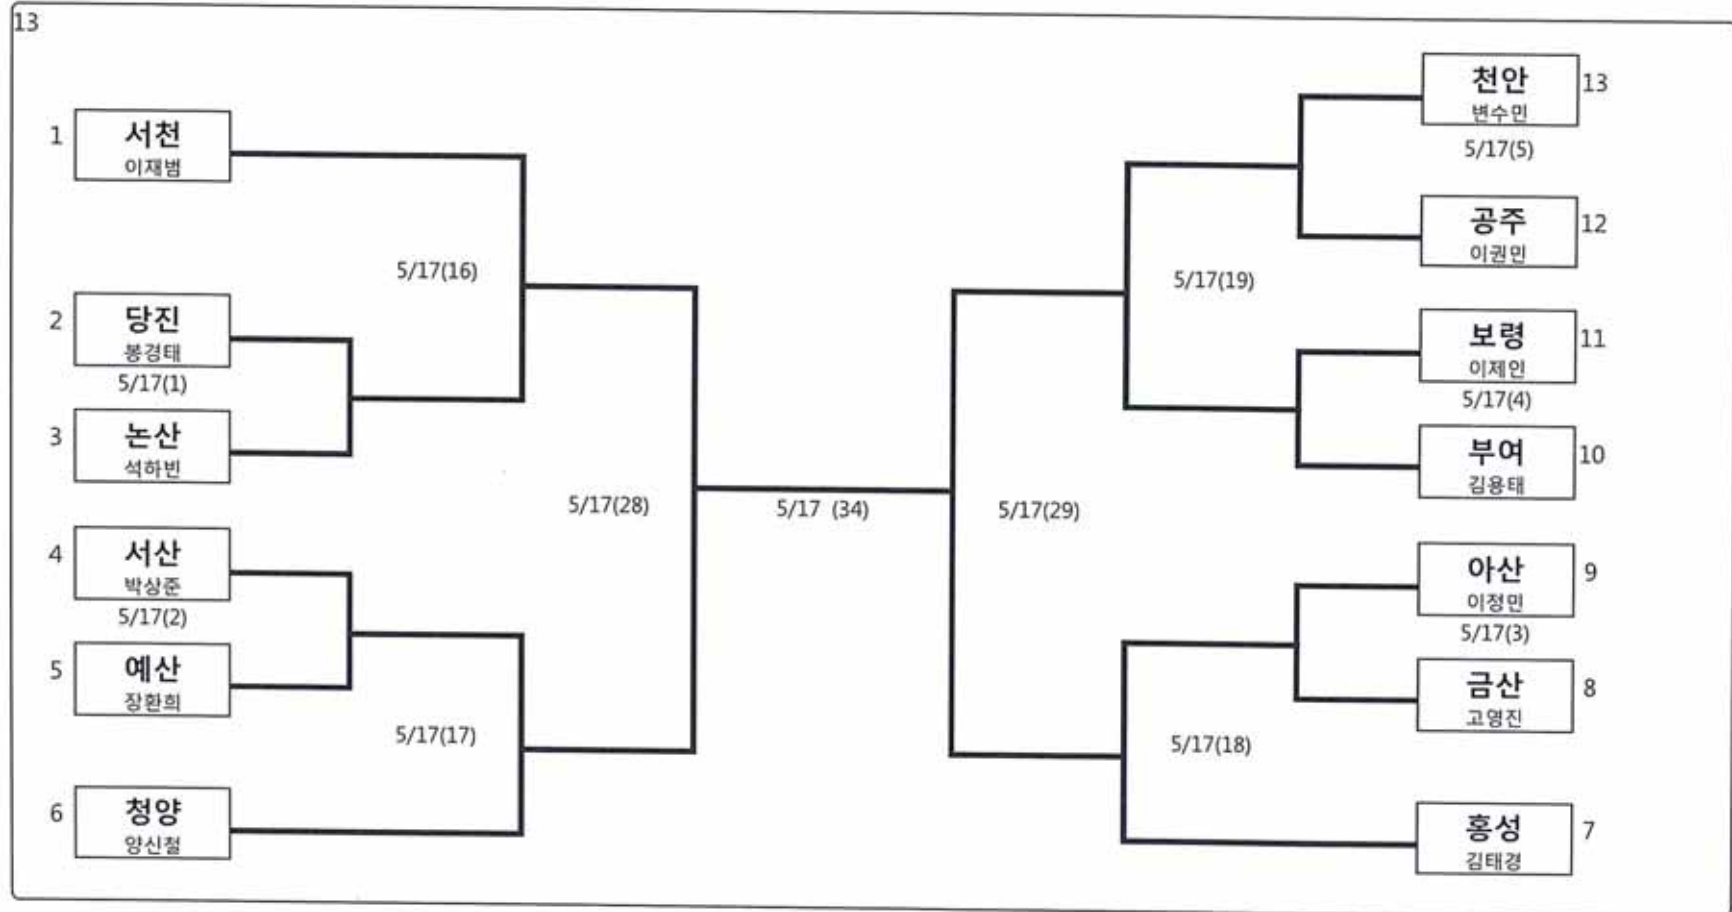 13
1
서천
이재범
5/17(16)
2
당진
봉경태
5/17(1)
3
논산
석하빈
5/17(28)
4
서산
박상준
5/17(2)
5
예산
장환희
5/17(17)
6
청양
양신철
5/17 (34)
천안
13
변수민
5/17(5)
공주
12
이권민
5/17(19)
보령
11
이제인
5/17(4)
부여
10
김용태
5/17(29)
아산
9
이정민
5/17(3)
금산
8
고영진
5/17(18)
홍성
7
김태경